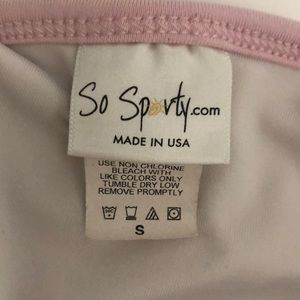 So Sporty.com
MADE IN USA
USE NON CHLORINE
BLEACH WITH
LIKE COLORS ONLY
TUMBLE DRY LOW
REMOVE PROMPTLY
S